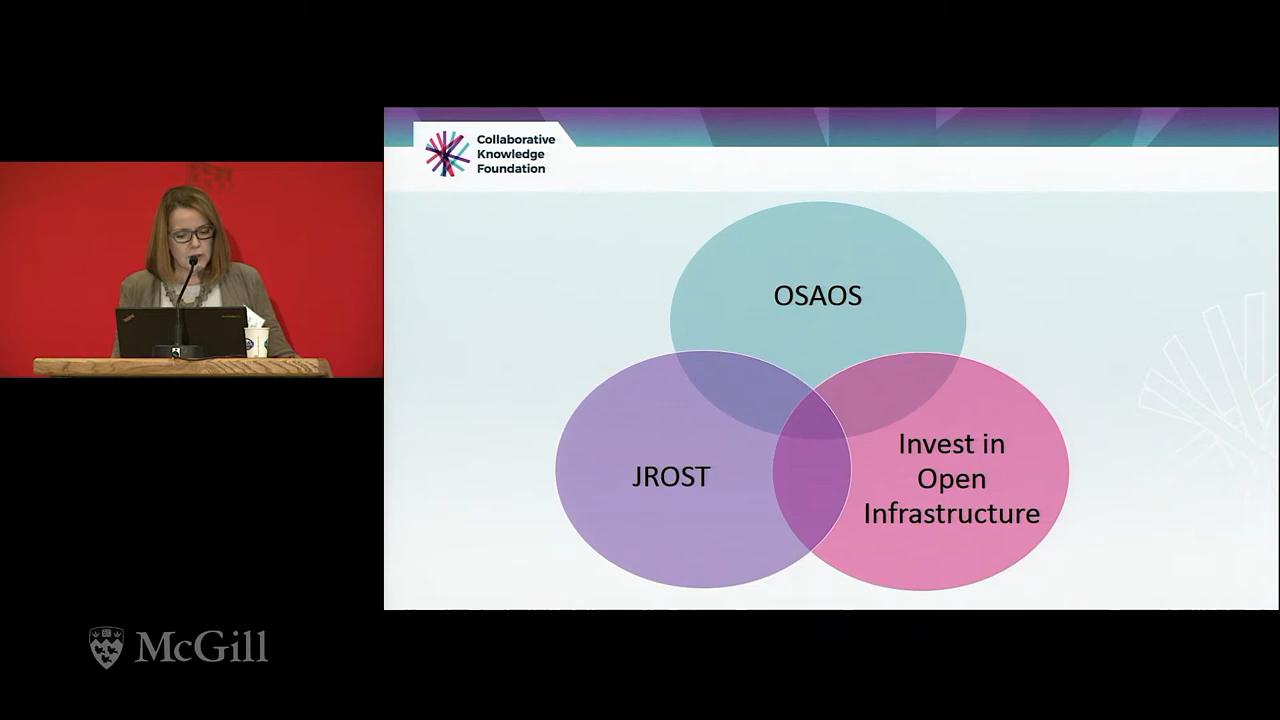 Collaborative
Knowledge
Foundation
OSAOS
JROST
Invest in
Open
Infrastructure
McGill